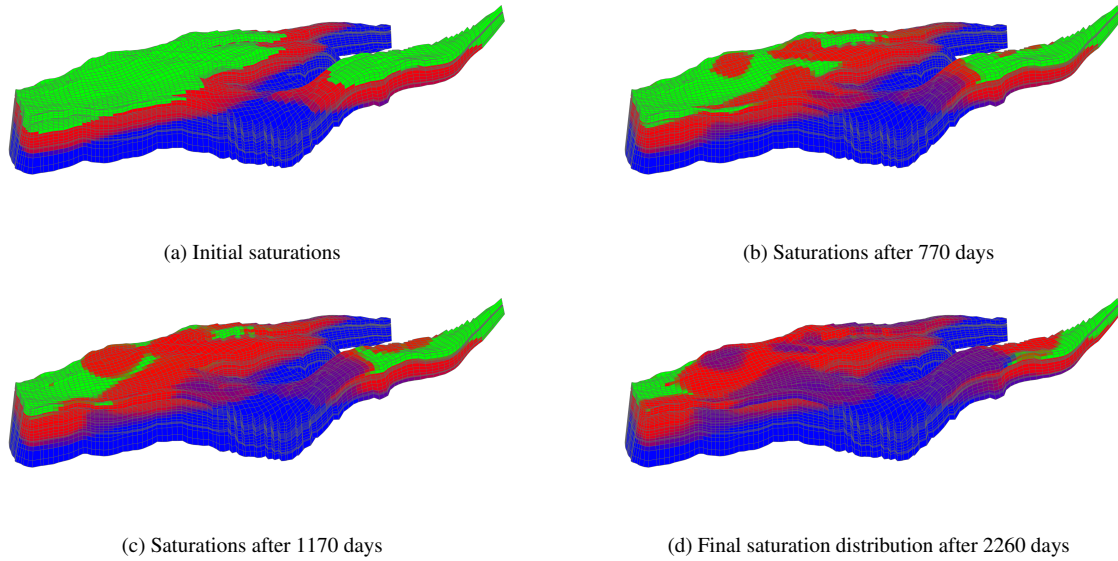 (a) Initial saturations
(b) Saturations after 770 days
(c) Saturations after 1170 days
(d) Final saturation distribution after 2260 days